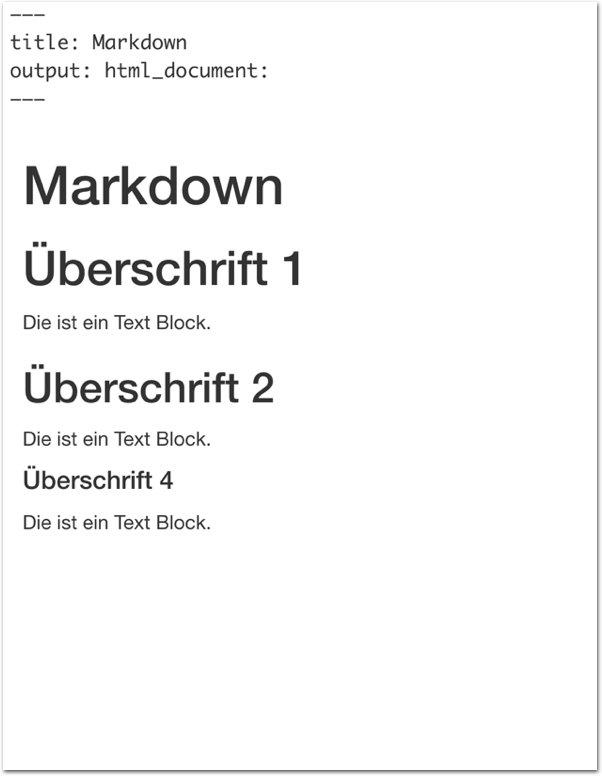 ---
title: Markdown
output: html_document:
---
Markdown
Überschrift 1
Die ist ein Text Block.
Überschrift 2
Die ist ein Text Block.
Überschrift 4
Die ist ein Text Block.